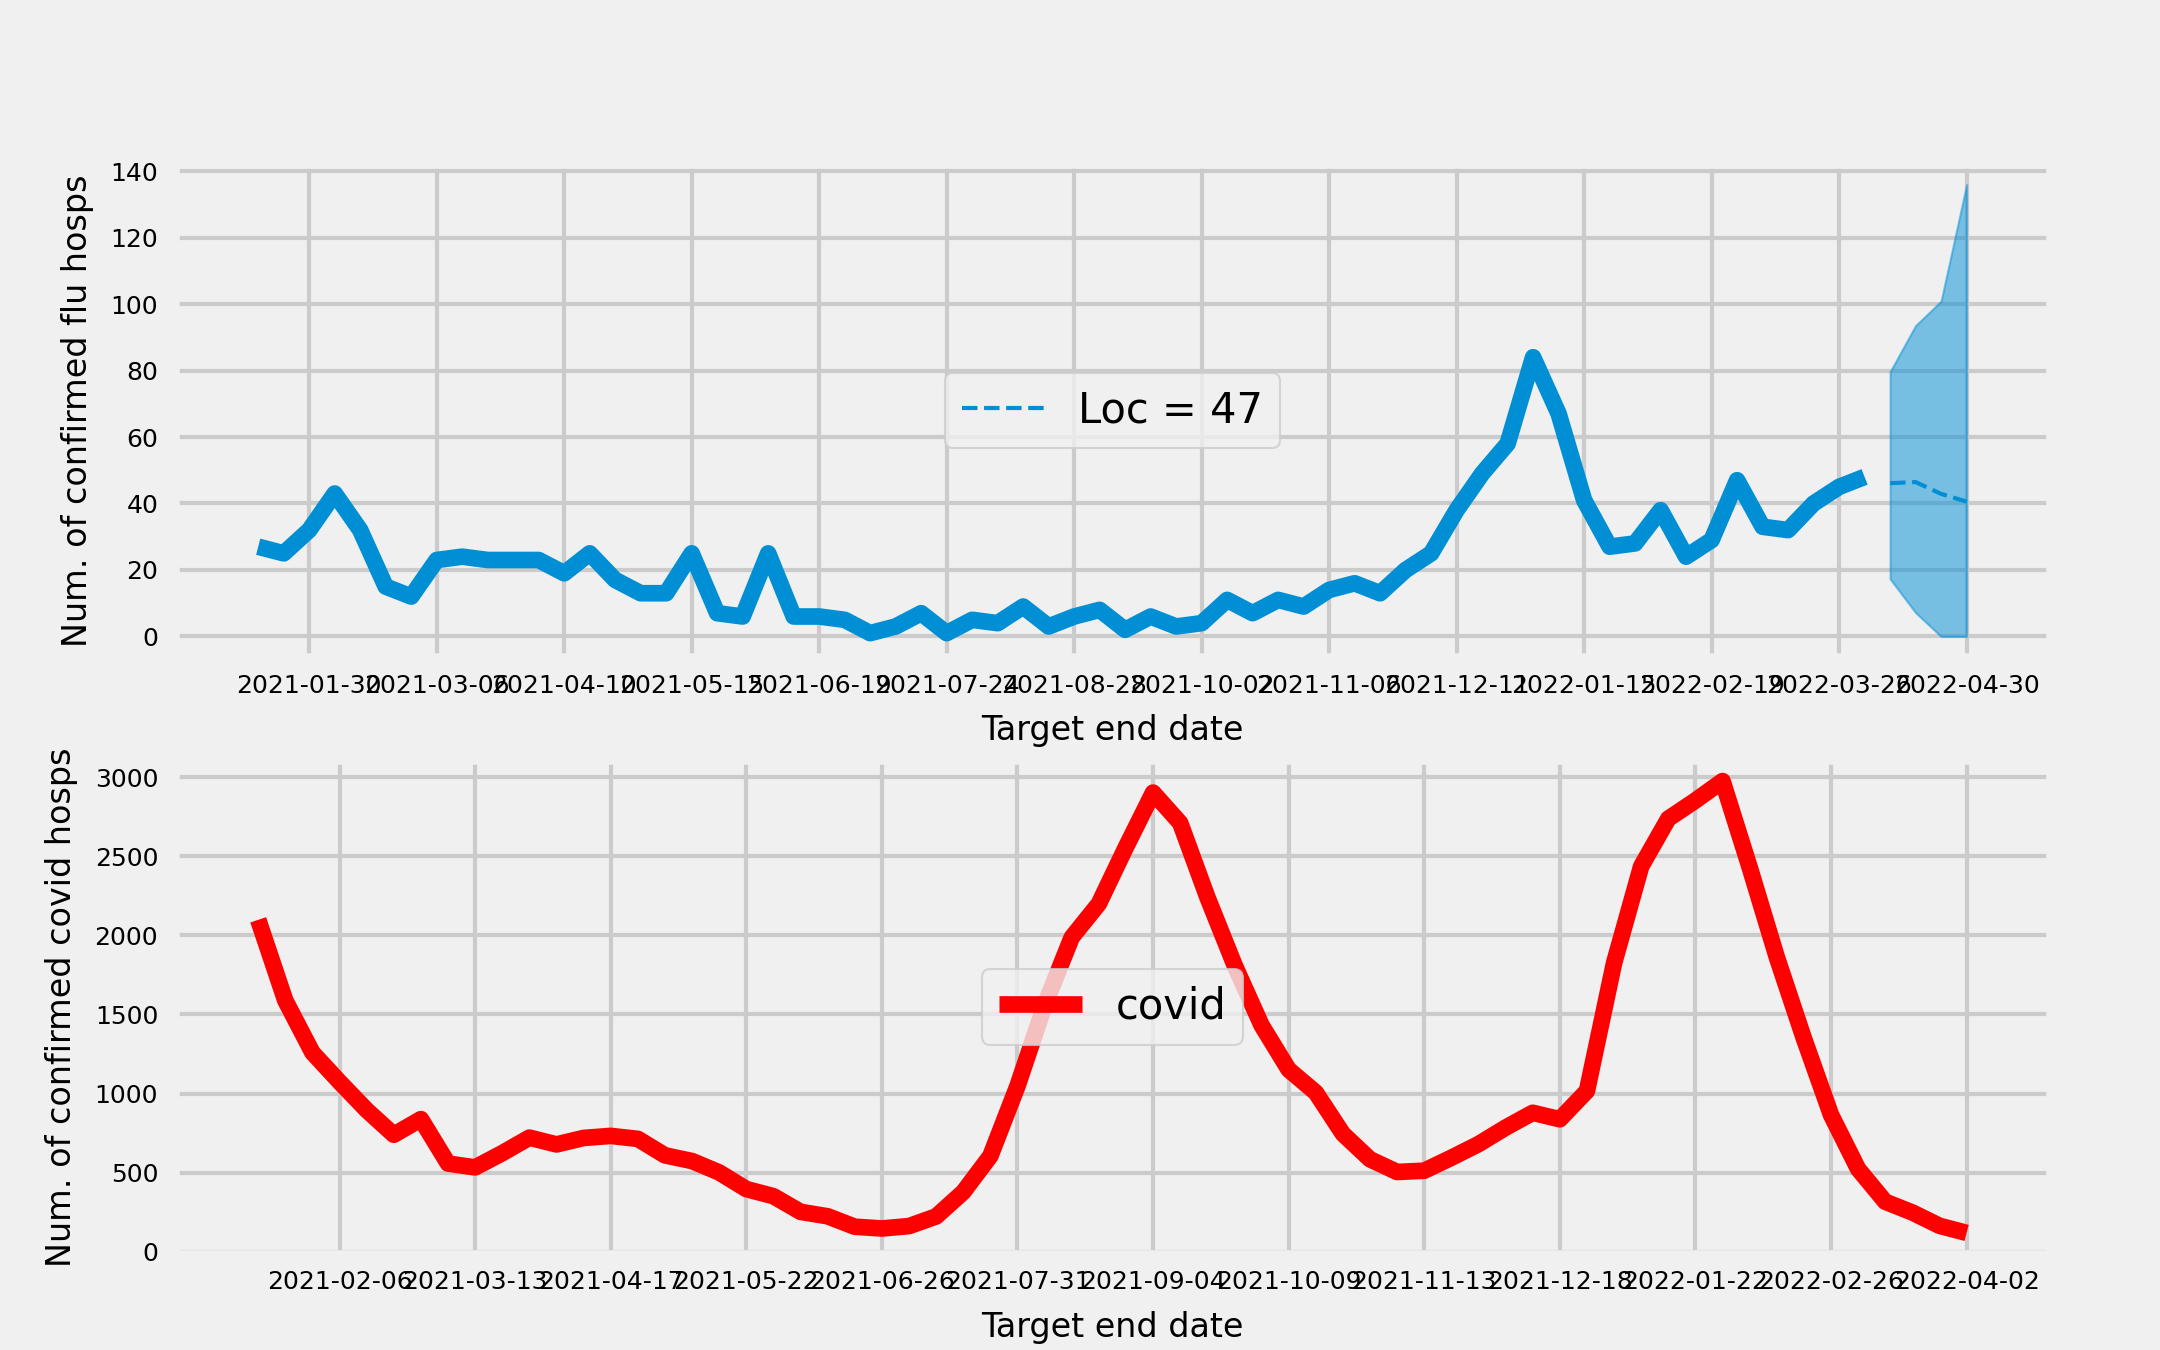 Num. of confirmed flu hosps
140
120
100
80
60
40
20
0
Loc = 47
2021-01-30 2021-03-06 2021-04-10 2021-05-15 2021-06-19 2021-07-24 2021-08-28 2021-10-02 2021-11-06 2021-12-11 2022-01-15 2022-02-19 2022-03-26 2022-04-30
Target end date
Num. of confirmed covid hosps
3000
2500
2000
1500
1000
500
0
covid
2021-02-06 2021-03-13 2021-04-17 2021-05-22 2021-06-26 2021-07-31 2021-09-04 2021-10-09 2021-11-13 2021-12-18 2022-01-22 2022-02-26 2022-04-02
Target end date